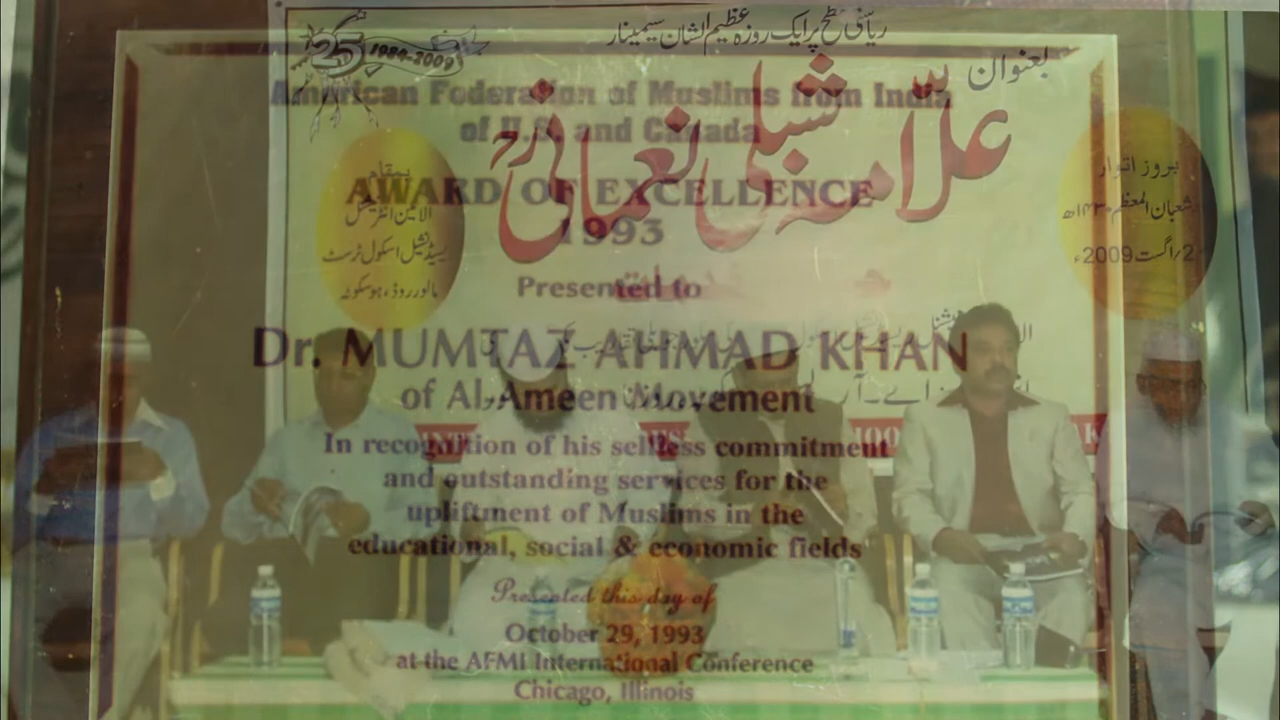 ریاستی سطح پر ایک روزہ عظیم الشان سیمینار
25
1984-2009
بعنوان
علامہ شبلی نعمانی
بمقام
الامین انٹرنیشنل
ریسیڈنشیل اسکول ٹرسٹ
مالور روڈ، ہوسکوٹہ
بروز اتوار
شعبان المعظم ۱۴۳۰ھ
2/اگست 2009ء
American Federation of Muslims from India
of U.S. and Canada
AWARD OF EXCELLENCE
1993
Presented to
Dr. MUMTAZ AHMAD KHAN
of Al-Ameen Movement
In recognition of his selfless commitment
and outstanding services for the
upliftment of Muslims in the
educational, social & economic fields
Presented this day of
October 29, 1993
at the AFMI International Conference
Chicago, Illinois